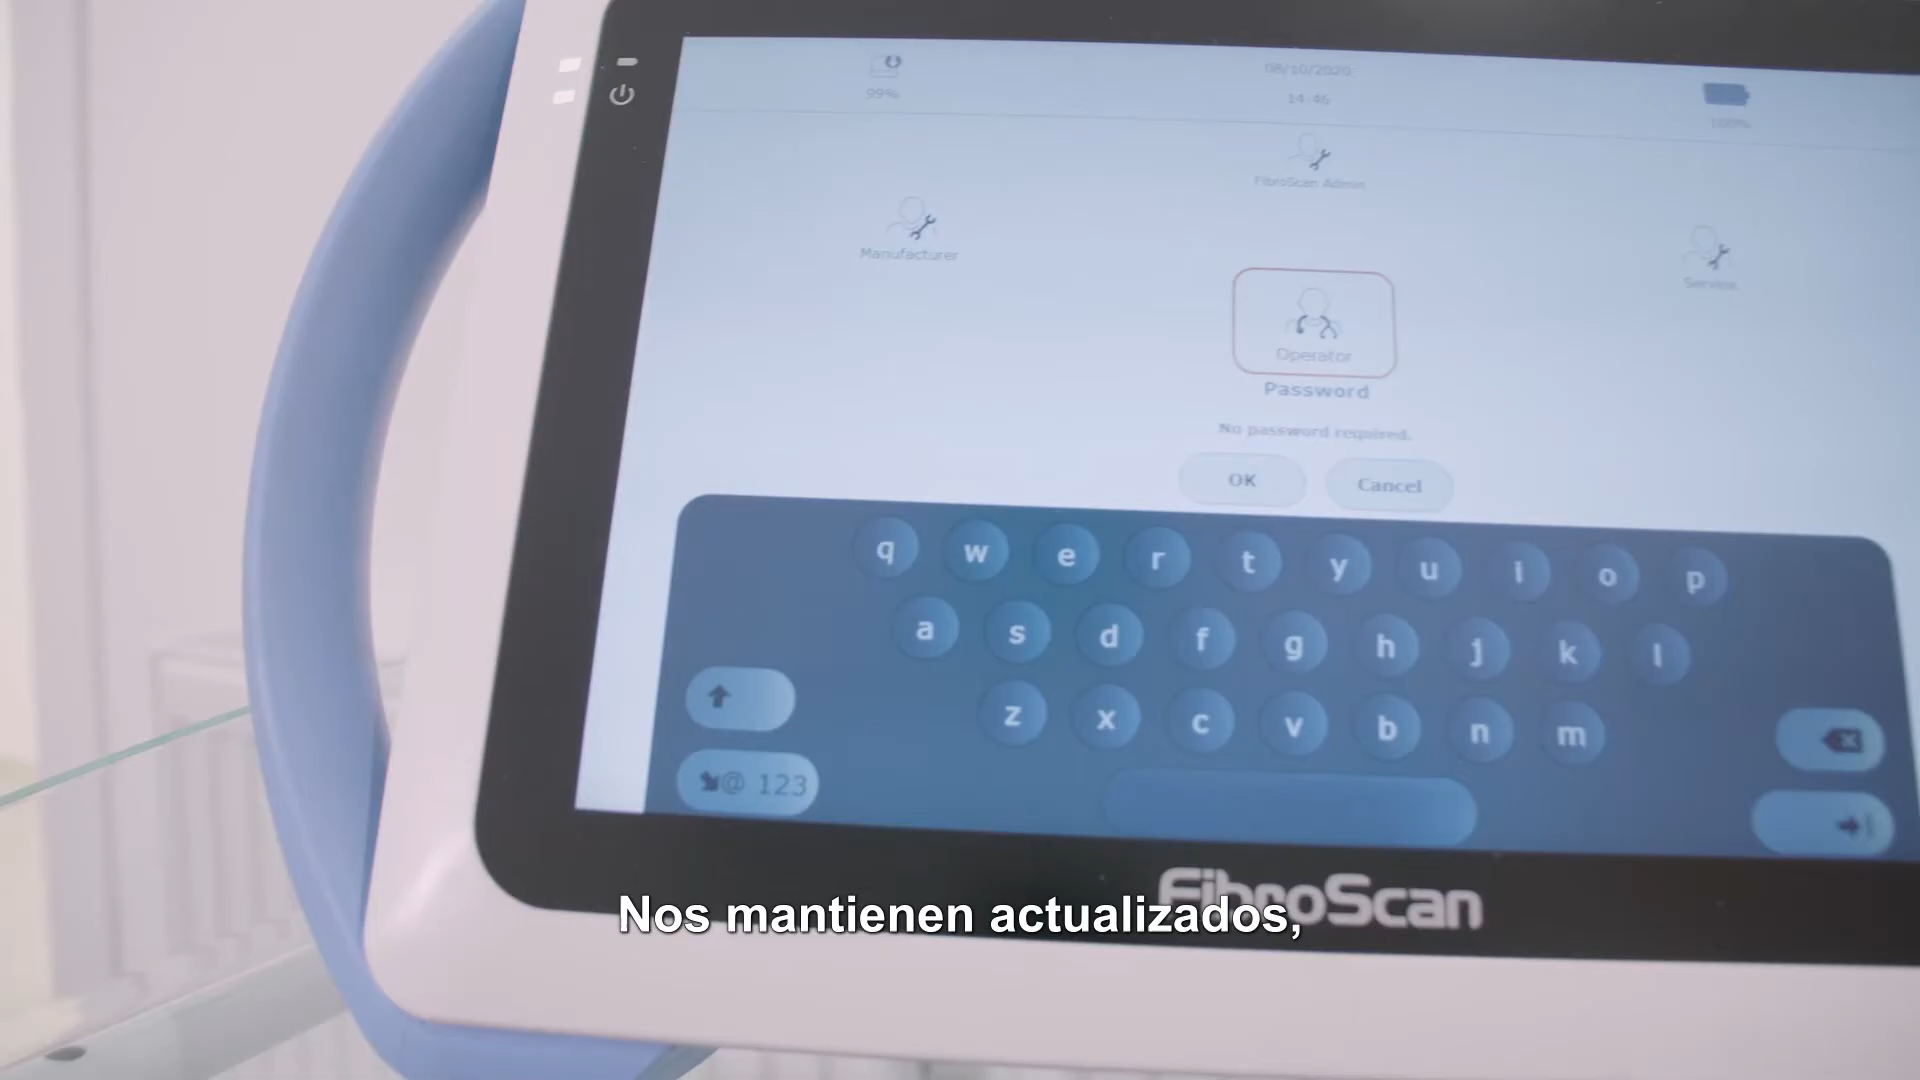 99%
08/10/2020
14:46
100%
FibroScan Admin
Manufacturer
Service
Operator
Password
No password required.
OK
Cancel
q w e r t y u i o p
a s d f g h j k l
z x c v b n m
@ 123
FibroScan
Nos mantienen actualizados,